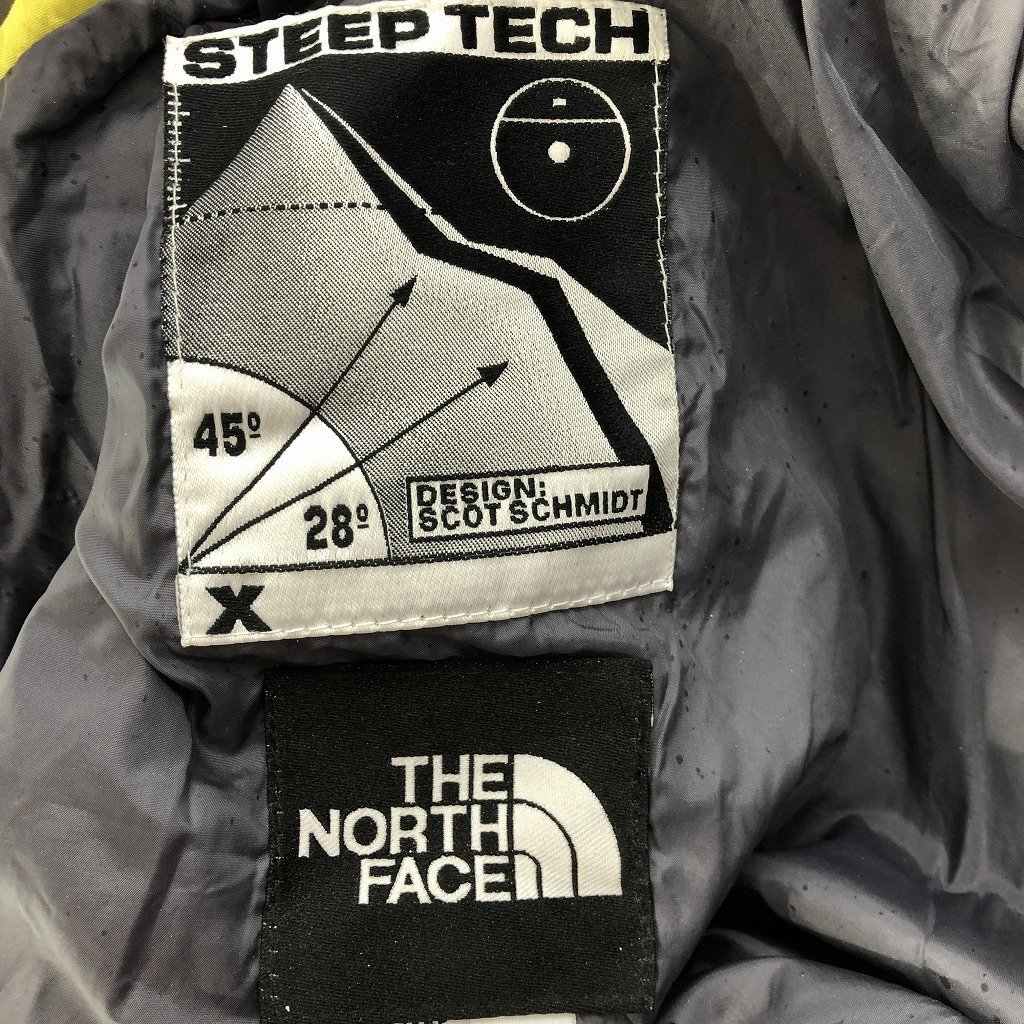 STEEP TECH
45º
28º
DESIGN:
SCOT SCHMIDT
X
THE
NORTH
FACE